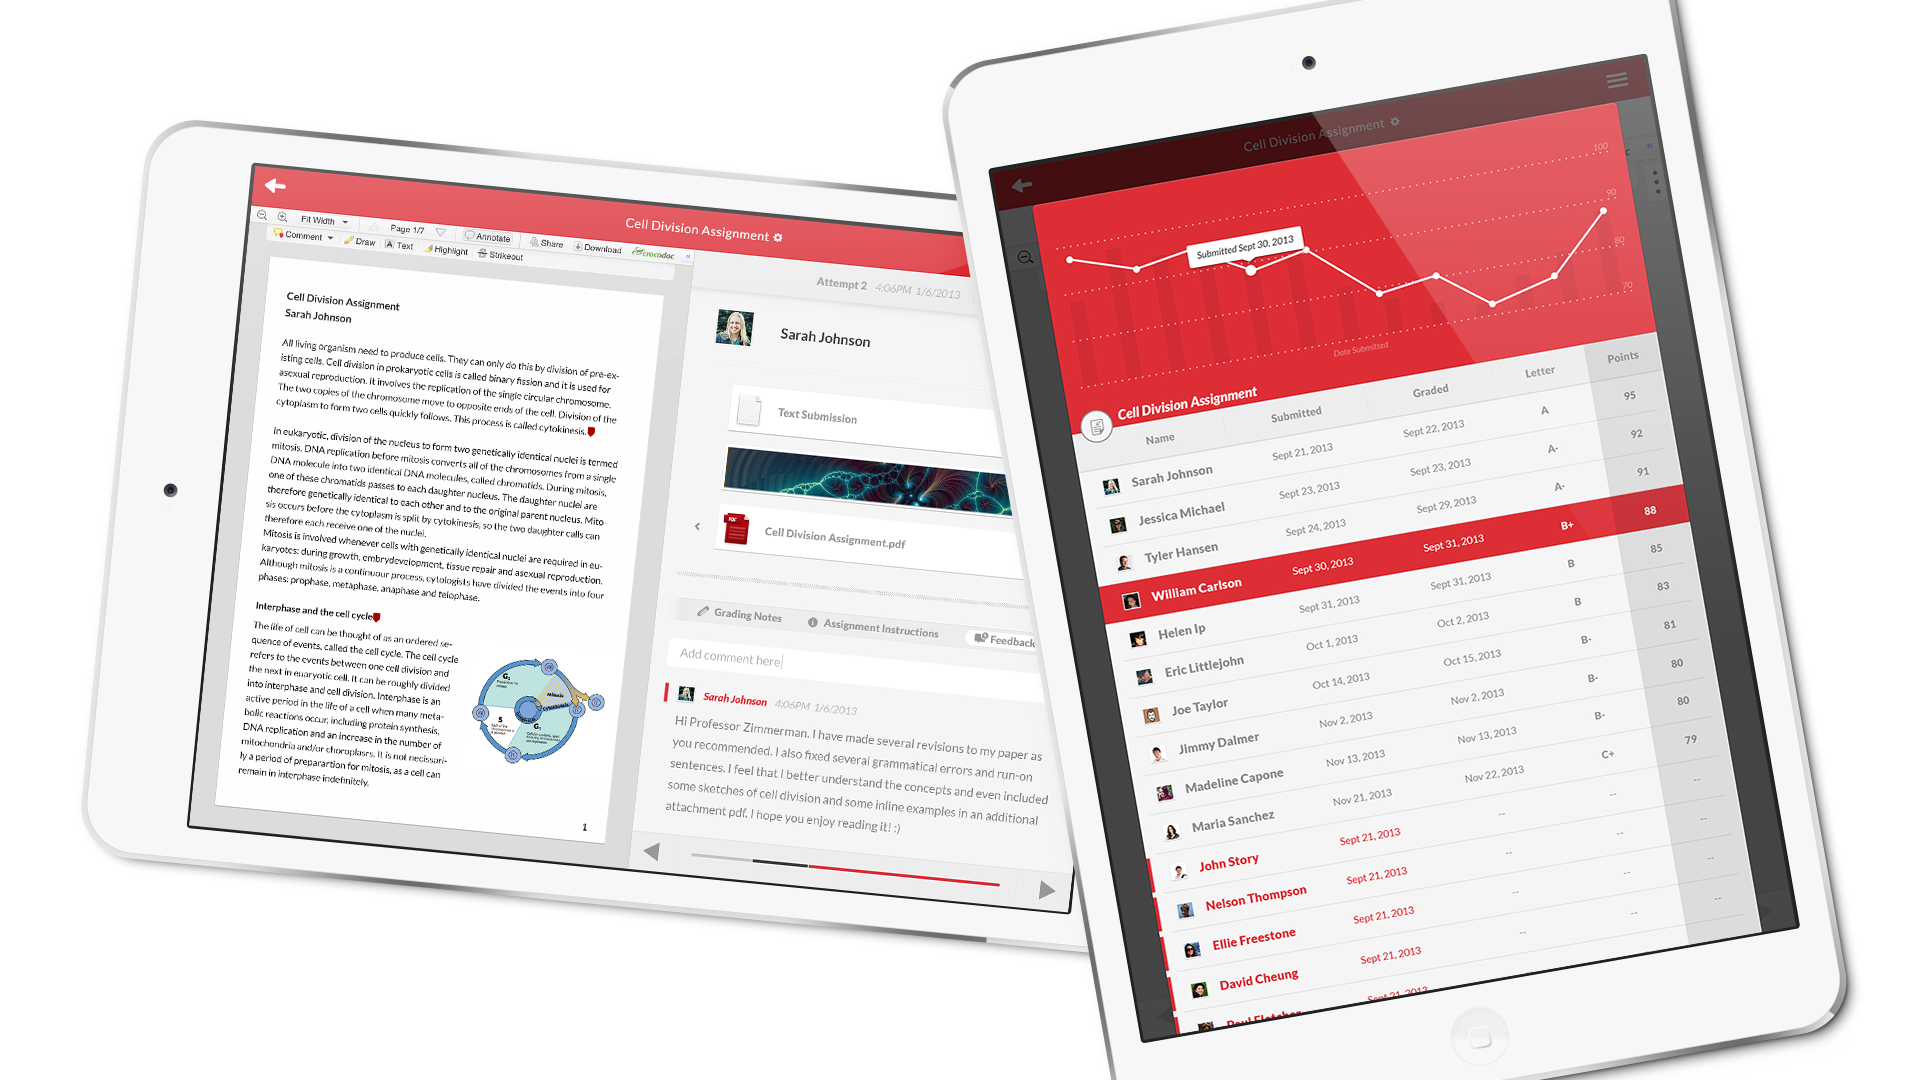 Cell Division Assignment
Fit Width
Page 1/7
Annotate
Share
Download
crocodoc
Comment
Draw
Text
Highlight
Strikeout
Cell Division Assignment
Sarah Johnson
All living organism need to produce cells. They can only do this by division of pre-ex-
isting cells. Cell division in prokaryotic cells is called binary fission and it is used for
asexual reproduction. It involves the replication of the single circular chromosome.
The two copies of the chromosome move to opposite ends of the cell. Division of the
cytoplasm to form two cells quickly follows. This process is called cytokinesis.
In eukaryotic, division of the nucleus to form two genetically identical nuclei is termed
mitosis. DNA replication before mitosis converts all of the chromosomes from a single
DNA molecule into two identical DNA molecules, called chromatids. During mitosis,
one of these chromatids passes to each daughter nucleus. The daughter nuclei are
therefore genetically identical to each other and to the original parent nucleus. Mito-
sis occurs before the cytoplasm is split by cytokinesis, so the two daughter calls can
therefore each receive one of the nuclei.
Mitosis is involved whenever cells with genetically identical nuclei are required in eu-
karyotes: during growth, embrydevelopment, tissue repair and asexual reproduction.
Although mitosis is a continuour process, cytologists have divided the events into four
phases: prophase, metaphase, anaphase and telophase.
Interphase and the cell cycle
The life of cell can be thought of as an ordered se-
quence of events, called the cell cycle. The cell cycle
refers to the events between one cell division and
the next in euaryotic cell. It can be roughly divided
into interphase and cell division. Interphase is an
active period in the life of a cell when many meta-
bolic reactions occur, including protein synthesis,
DNA replication and an increase in the number of
mitochondria and/or choroplasrs. It is not necissari-
ly a period of preparartion for mitosis, as a cell can
remain in interphase indefinitely.
G1
Mitosis
Cytokinesis
S
G2
1
Attempt 2 4:06PM 1/6/2013
Sarah Johnson
Text Submission
PDF
Cell Division Assignment.pdf
Grading Notes
Assignment Instructions
Feedback
Add comment here
Sarah Johnson 4:06PM 1/6/2013
Hi Professor Zimmerman. I have made several revisions to my paper as
you recommended. I also fixed several grammatical errors and run-on
sentences. I feel that I better understand the concepts and even included
some sketches of cell division and some inline examples in an additional
attachment pdf. I hope you enjoy reading it! :)
Cell Division Assignment
100
90
80
70
Submitted Sept 30, 2013
Date Submitted
Cell Division Assignment
Name Submitted Graded Letter Points
Sarah Johnson Sept 21, 2013 Sept 22, 2013 A 95
Jessica Michael Sept 23, 2013 Sept 23, 2013 A- 92
Tyler Hansen Sept 24, 2013 Sept 29, 2013 A- 91
William Carlson Sept 30, 2013 Sept 31, 2013 B+ 88
Helen Ip Sept 31, 2013 Sept 31, 2013 B 85
Eric Littlejohn Oct 1, 2013 Oct 2, 2013 B 83
Joe Taylor Oct 14, 2013 Oct 15, 2013 B- 81
Jimmy Dalmer Nov 2, 2013 Nov 2, 2013 B- 80
Madeline Capone Nov 13, 2013 Nov 13, 2013 B- 80
Maria Sanchez Nov 21, 2013 Nov 22, 2013 C+ 79
John Story Sept 21, 2013 -- -- --
Nelson Thompson Sept 21, 2013 -- -- --
Ellie Freestone Sept 21, 2013 -- -- --
David Cheung Sept 21, 2013 -- -- --
Paul Fletcher Sept 21, 2013